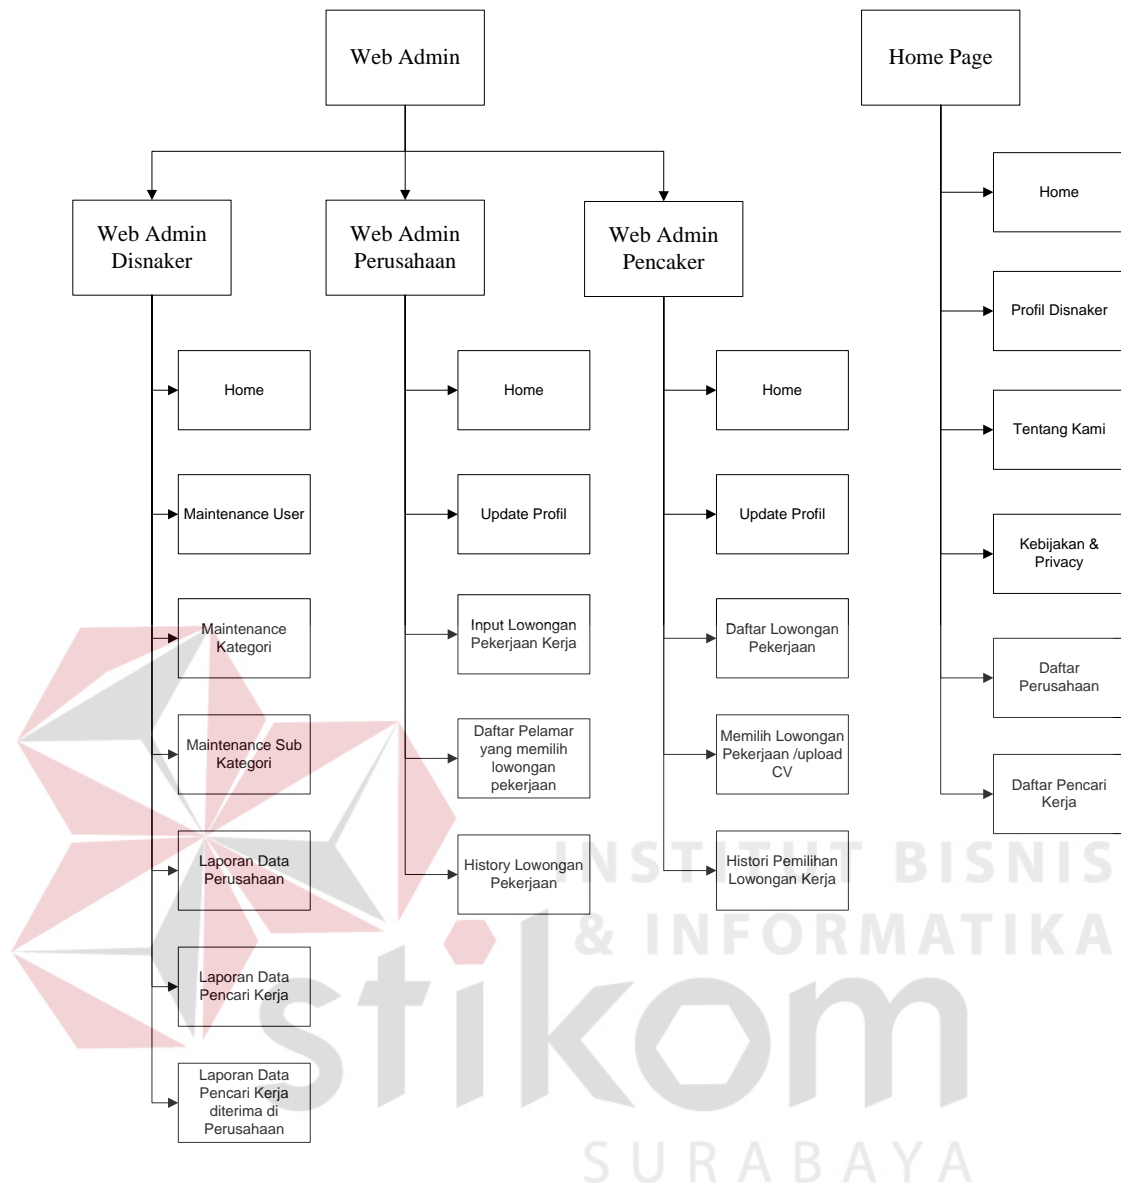 Web Admin
Home Page
Web Admin
Disnaker
Web Admin
Perusahaan
Web Admin
Pencaker
Home
Maintenance User
Maintenance
Kategori
Maintenance Sub
Kategori
Laporan Data
Perusahaan
Laporan Data
Pencari Kerja
Laporan Data
Pencari Kerja
diterima di
Perusahaan
Home
Update Profil
Input Lowongan
Pekerjaan Kerja
Daftar Pelamar
yang memilih
lowongan
pekerjaan
History Lowongan
Pekerjaan
Home
Update Profil
Daftar Lowongan
Pekerjaan
Memilih Lowongan
Pekerjaan /upload
CV
Histori Pemilihan
Lowongan Kerja
Home
Profil Disnaker
Tentang Kami
Kebijakan &
Privacy
Daftar
Perusahaan
Daftar Pencari
Kerja
INSTITUT BISNIS
& INFORMATIKA
stikom
SURABAYA